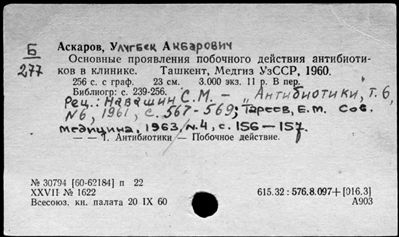 Б
277
Аскаров, Улугбек Акбарович
Основные проявления побочного действия антибиоти-
ков в клинике. Ташкент, Медгиз УзССР, 1960.
256 с. с граф. 23 см. 3.000 экз. 11 р. В пер.
Библиогр: с. 239-256.
Рец.: Навашин С.М. – „Антибиотики, т. 6,
№6, 1961, с. 567-569; Тареев, Е.М. Сов.
медицина, 1963, №4, с. 156-157.
— — 1. Антибиотики — Побочное действие.
№ 30794 [60-62184] п 22
XXVII № 1622
Всесоюз. кн. палата 20 IX 60
615.32 : 576.8.097+[016.3]
А903